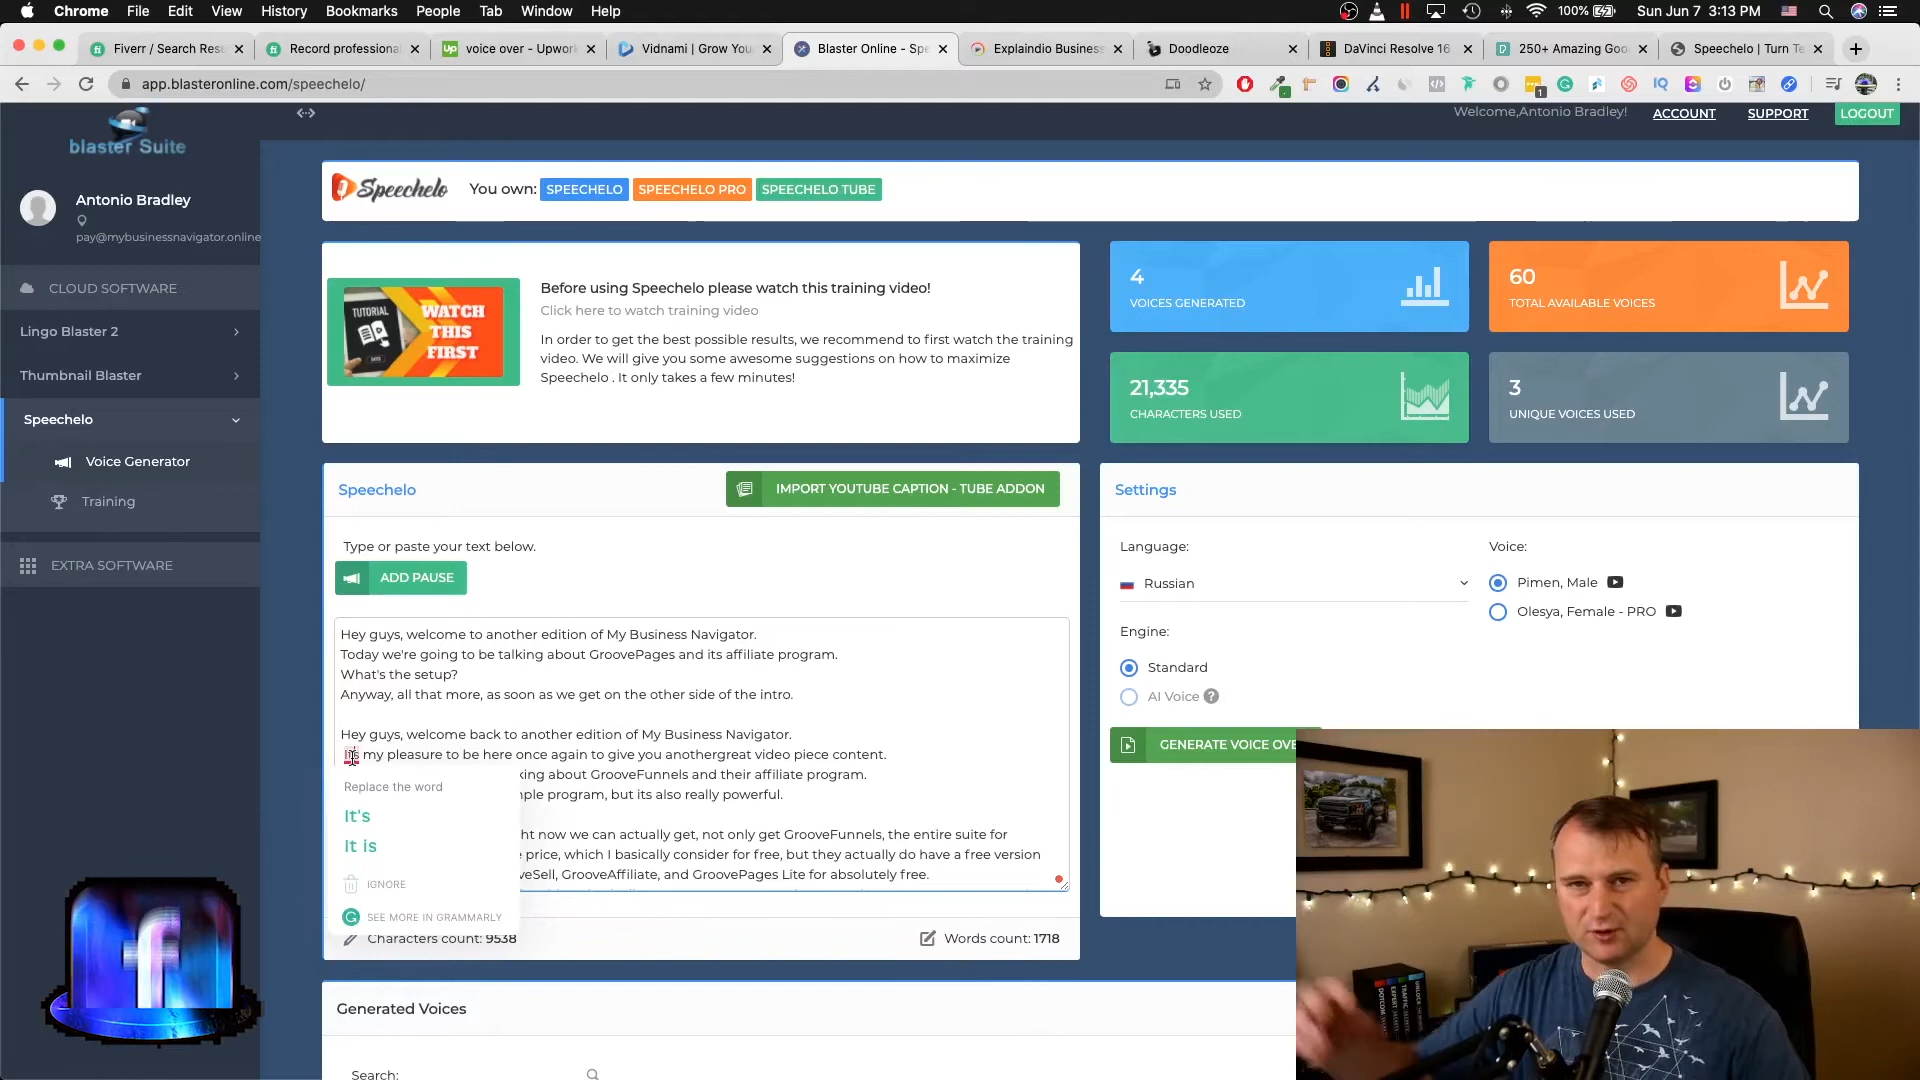 Chrome File Edit View History Bookmarks People Tab Window Help
100% Sun Jun 7 3:13 PM
Fiverr / Search Resu
Record professional
voice over - Upwork
Vidnami | Grow You
Blaster Online - Spe
Explaindio Business
Doodleoze
DaVinci Resolve 16
250+ Amazing Goo
Speechelo | Turn Te
app.blasteronline.com/speechelo/
blaster Suite
Welcome,Antonio Bradley! ACCOUNT SUPPORT LOGOUT
Antonio Bradley
pay@mybusinessnavigator.online
CLOUD SOFTWARE
Lingo Blaster 2
Thumbnail Blaster
Speechelo
Voice Generator
Training
EXTRA SOFTWARE
Speechelo You own: SPEECHELO SPEECHELO PRO SPEECHELO TUBE
TUTORIAL
WATCH
THIS
FIRST
Before using Speechelo please watch this training video!
Click here to watch training video
In order to get the best possible results, we recommend to first watch the training
video. We will give you some awesome suggestions on how to maximize
Speechelo . It only takes a few minutes!
4
VOICES GENERATED
60
TOTAL AVAILABLE VOICES
21,335
CHARACTERS USED
3
UNIQUE VOICES USED
Speechelo
IMPORT YOUTUBE CAPTION - TUBE ADDON
Type or paste your text below.
ADD PAUSE
Hey guys, welcome to another edition of My Business Navigator.
Today we're going to be talking about GroovePages and its affiliate program.
What's the setup?
Anyway, all that more, as soon as we get on the other side of the intro.
Hey guys, welcome back to another edition of My Business Navigator.
Its my pleasure to be here once again to give you anothergreat video piece content.
king about GrooveFunnels and their affiliate program.
ple program, but its also really powerful.
ht now we can actually get, not only get GrooveFunnels, the entire suite for
e price, which I basically consider for free, but they actually do have a free version
veSell, GrooveAffiliate, and GroovePages Lite for absolutely free.
Replace the word
It's
It is
IGNORE
SEE MORE IN GRAMMARLY
Characters count: 9538
Words count: 1718
Generated Voices
Search:
Settings
Language:
Russian
Engine:
Standard
AI Voice
Voice:
Pimen, Male
Olesya, Female - PRO
GENERATE VOICE OVE
DOTCOM SECRETS
EXPERT SECRETS
TRAFFIC SECRETS
UNLOCK THE SECRETS